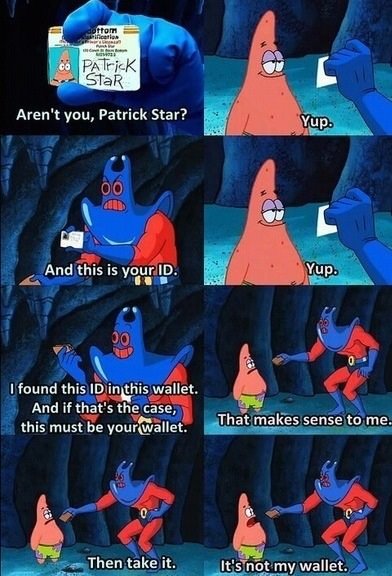 ottom
PATricK
STaR
Aren't you, Patrick Star?
Yup.
And this is your ID.
Yup.
I found this ID in this wallet.
And if that's the case,
this must be your wallet.
That makes sense to me.
Then take it.
It's not my wallet.